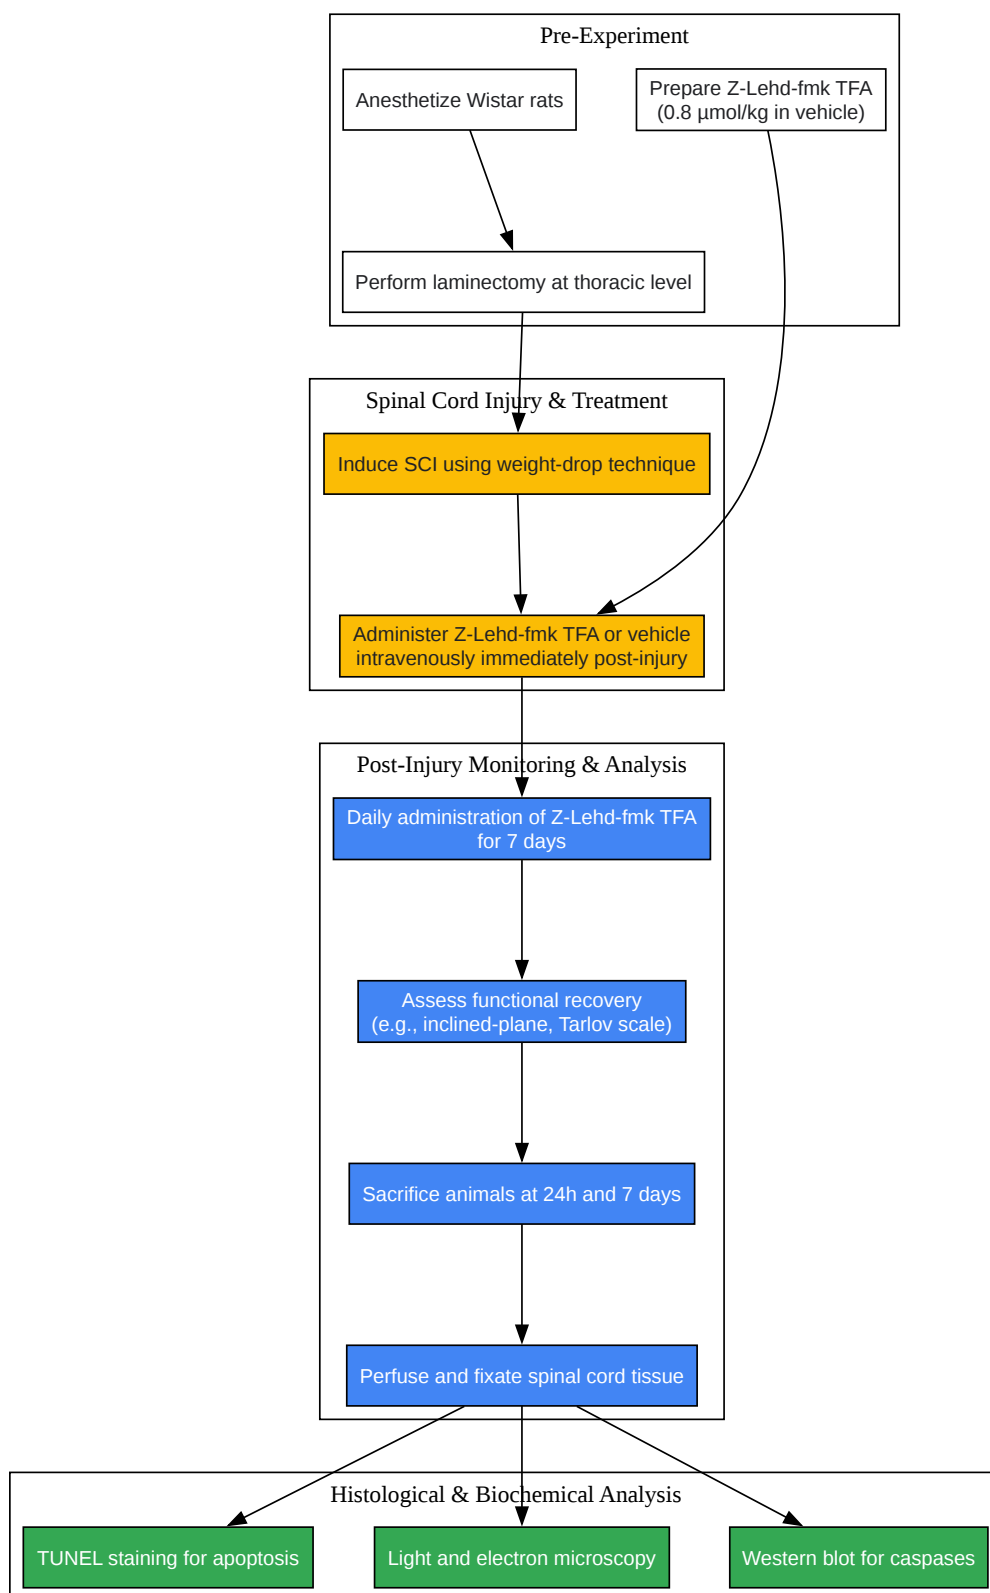 Pre-Experiment
Anesthetize Wistar rats
Prepare Z-Lehd-fmk TFA
(0.8 µmol/kg in vehicle)
Perform laminectomy at thoracic level
Spinal Cord Injury & Treatment
Induce SCI using weight-drop technique
Administer Z-Lehd-fmk TFA or vehicle
intravenously immediately post-injury
Post-Injury Monitoring & Analysis
Daily administration of Z-Lehd-fmk TFA
for 7 days
Assess functional recovery
(e.g., inclined-plane, Tarlov scale)
Sacrifice animals at 24h and 7 days
Perfuse and fixate spinal cord tissue
Histological & Biochemical Analysis
TUNEL staining for apoptosis
Light and electron microscopy
Western blot for caspases